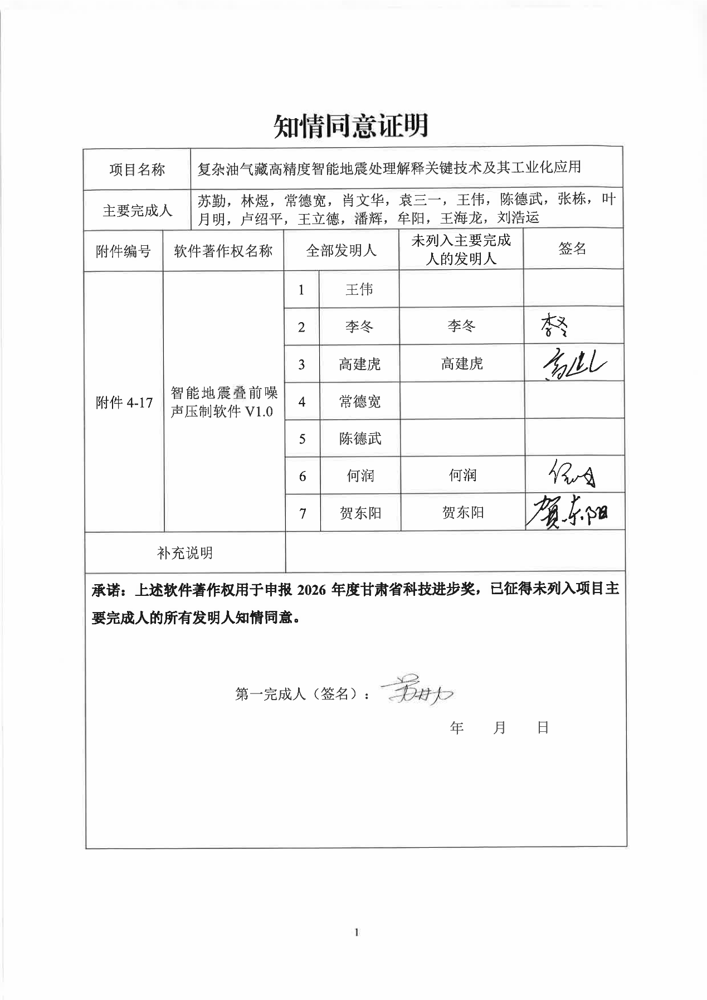 知情同意证明
项目名称 复杂油气藏高精度智能地震处理解释关键技术及其工业化应用
主要完成人 苏勤，林煜，常德宽，肖文华，袁三一，王伟，陈德武，张栋，叶
月明，卢绍平，王立德，潘辉，牟阳，王海龙，刘浩运
附件编号 软件著作权名称 全部发明人 未列入主要完成
人的发明人 签名
1 王伟
2 李冬 李冬 李冬
3 高建虎 高建虎
附件 4-17 智能地震叠前噪
声压制软件 V1.0
4 常德宽
5 陈德武
6 何润 何润 何润
7 贺东阳 贺东阳 贺东阳
补充说明
承诺：上述软件著作权用于申报 2026 年度甘肃省科技进步奖，已征得未列入项目主
要完成人的所有发明人知情同意。
第一完成人（签名）： 苏勤
年 月 日
1